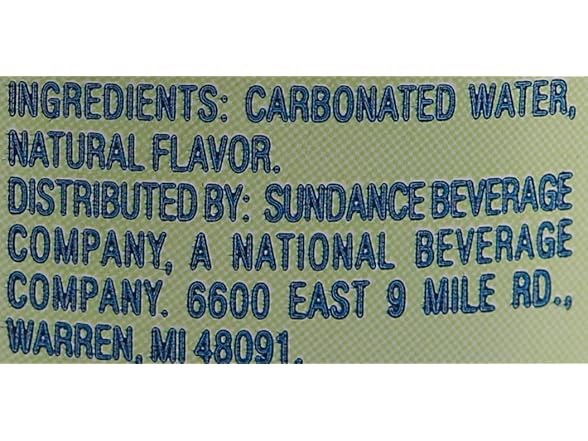 INGREDIENTS: CARBONATED WATER,
NATURAL FLAVOR.
DISTRIBUTED BY: SUNDANCE BEVERAGE
COMPANY, A NATIONAL BEVERAGE
COMPANY. 6600 EAST 9 MILE RD.,
WARREN, MI 48091.